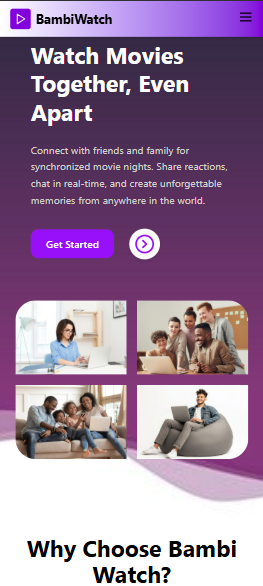 BambiWatch
Watch Movies
Together, Even
Apart
Connect with friends and family for
synchronized movie nights. Share reactions,
chat in real-time, and create unforgettable
memories from anywhere in the world.
Get Started
Why Choose Bambi
Watch?